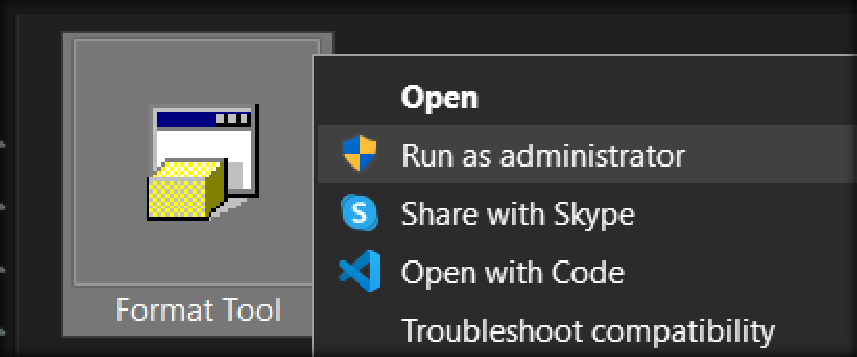 Open
Run as administrator
Share with Skype
Open with Code
Format Tool
Troubleshoot compatibility